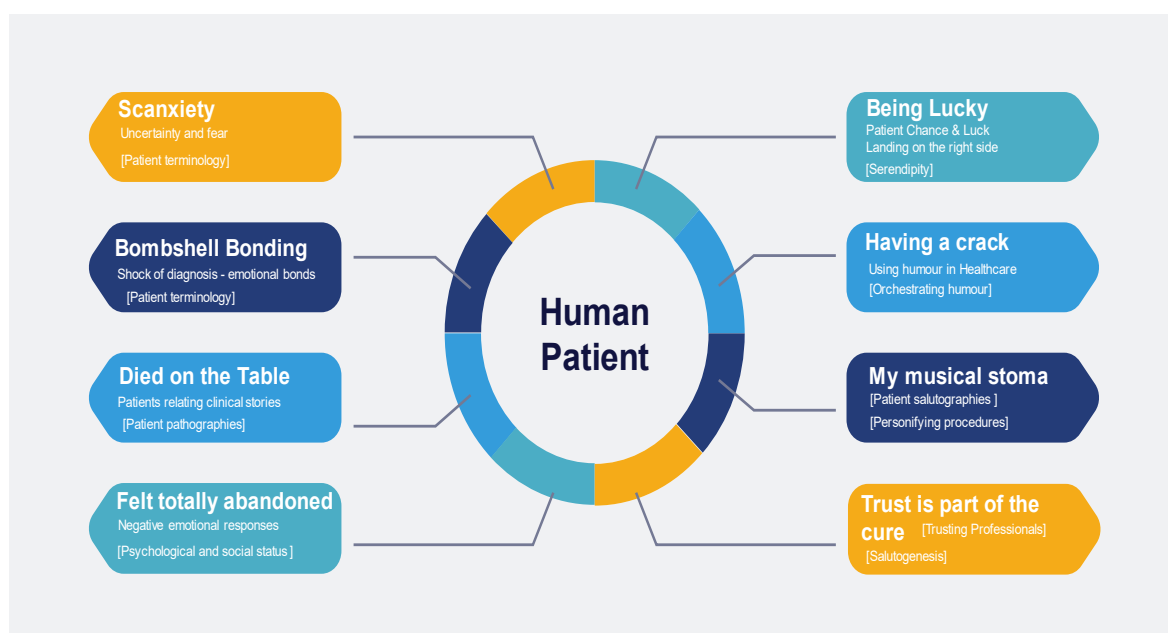 Scanxiety
Uncertainty and fear
[Patient terminology]
Bombshell Bonding
Shock of diagnosis - emotional bonds
[Patient terminology]
Died on the Table
Patients relating clinical stories
[Patient pathographies]
Felt totally abandoned
Negative emotional responses
[Psychological and social status ]
Human
Patient
Being Lucky
Patient Chance & Luck
Landing on the right side
[Serendipity]
Having a crack
Using humour in Healthcare
[Orchestrating humour]
My musical stoma
[Patient salutographies ]
[Personifying procedures]
Trust is part of the
cure [Trusting Professionals]
[Salutogenesis]